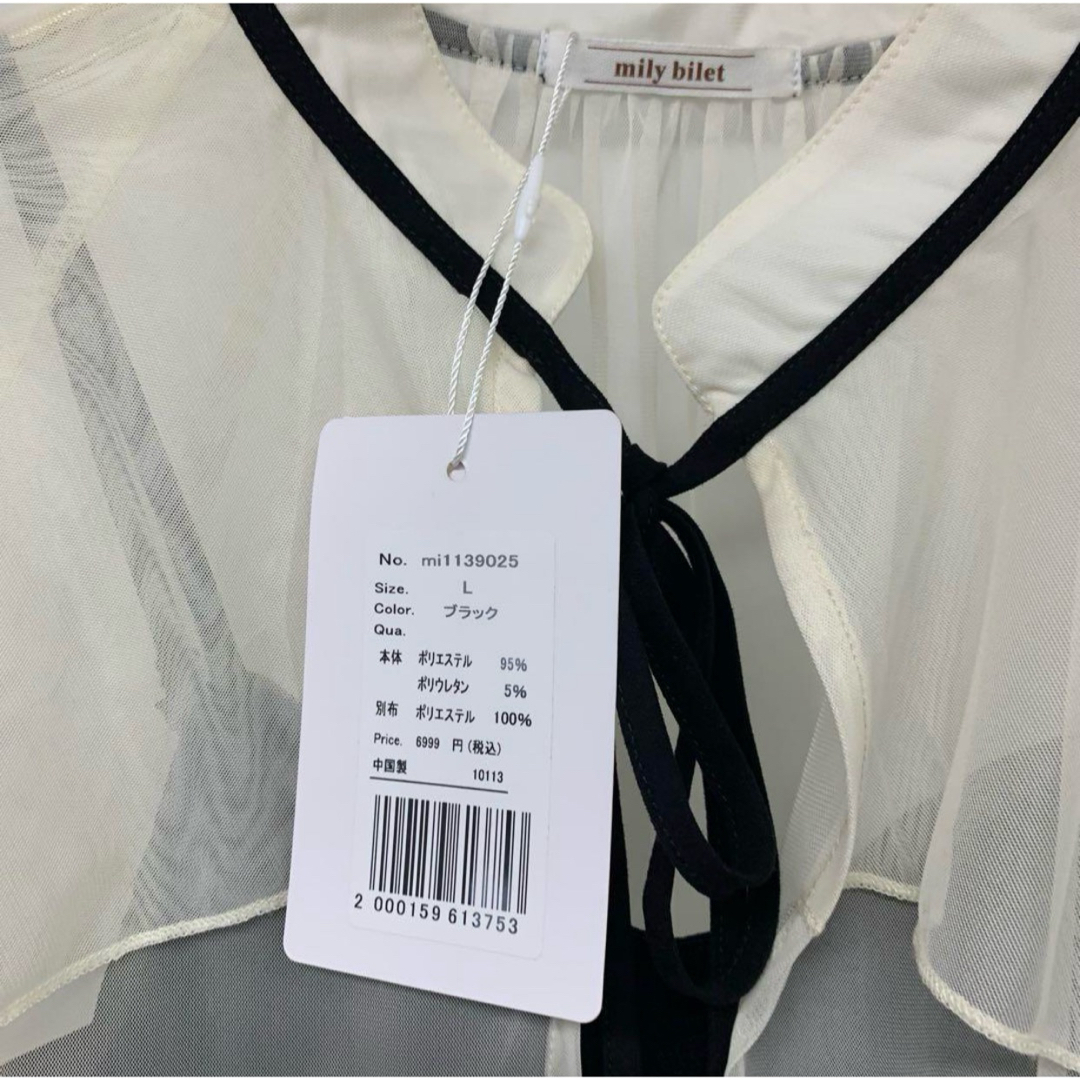 mily bilet
No. mi1139025
Size. L
Color. ブラック
Qua.
本体 ポリエステル 95%
ポリウレタン 5%
別布 ポリエステル 100%
Price. 6999 円(税込)
中国製 10113
2 000159 613753